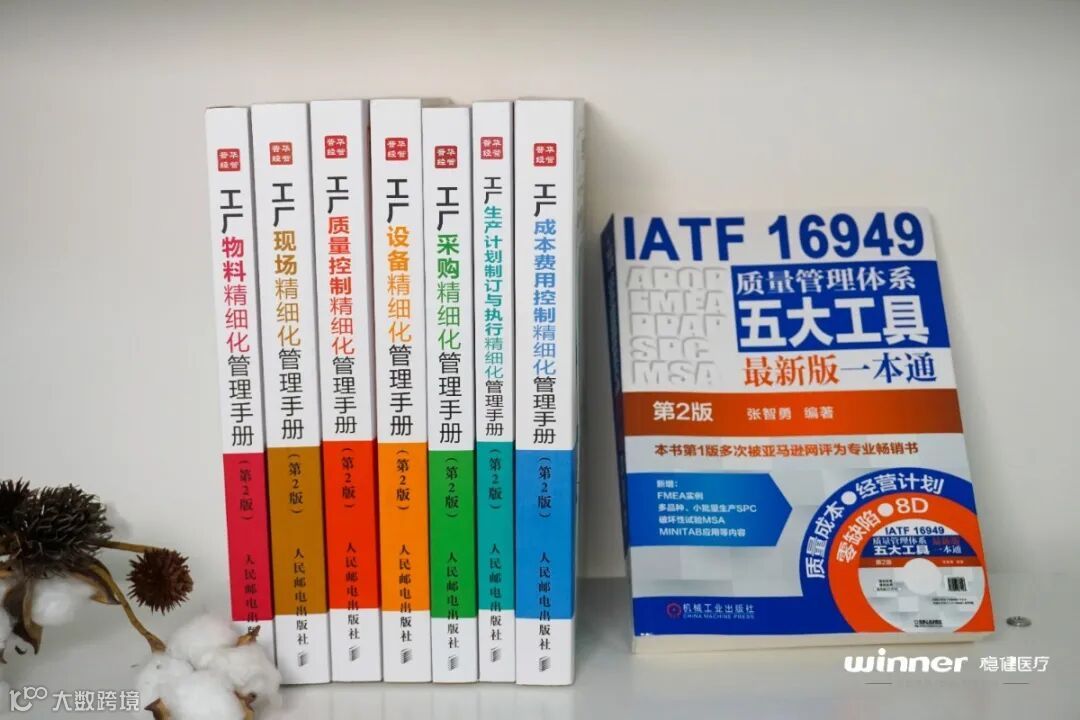 普华
经管
工厂物料精细化管理手册
(第2版)
人民邮电出版社
普华
经管
工厂现场精细化管理手册
(第2版)
人民邮电出版社
普华
经管
工厂质量控制精细化管理手册
(第2版)
人民邮电出版社
普华
经管
工厂设备精细化管理手册
(第2版)
人民邮电出版社
普华
经管
工厂采购精细化管理手册
(第2版)
人民邮电出版社
普华
经管
工厂生产计划制订与执行精细化管理手册
(第2版)
人民邮电出版社
普华
经管
工厂成本费用控制精细化管理手册
(第2版)
人民邮电出版社
IATF 16949
质量管理体系
五大工具
最新版一本通
APQP
FMEA
PPAP
SPC
MSA
第2版 张智勇 编著
本书第1版多次被亚马逊网评为专业畅销书
新增:
FMEA实例
多品种、小批量生产SPC
破坏性试验MSA
MINITAB应用等内容
质量成本●经营计划
零缺陷●8D
IATF 16949
质量管理体系 最新版
五大工具 一本通
第2版
机械工业出版社
CHINA MACHINE PRESS
winner 稳健医疗
大数跨境